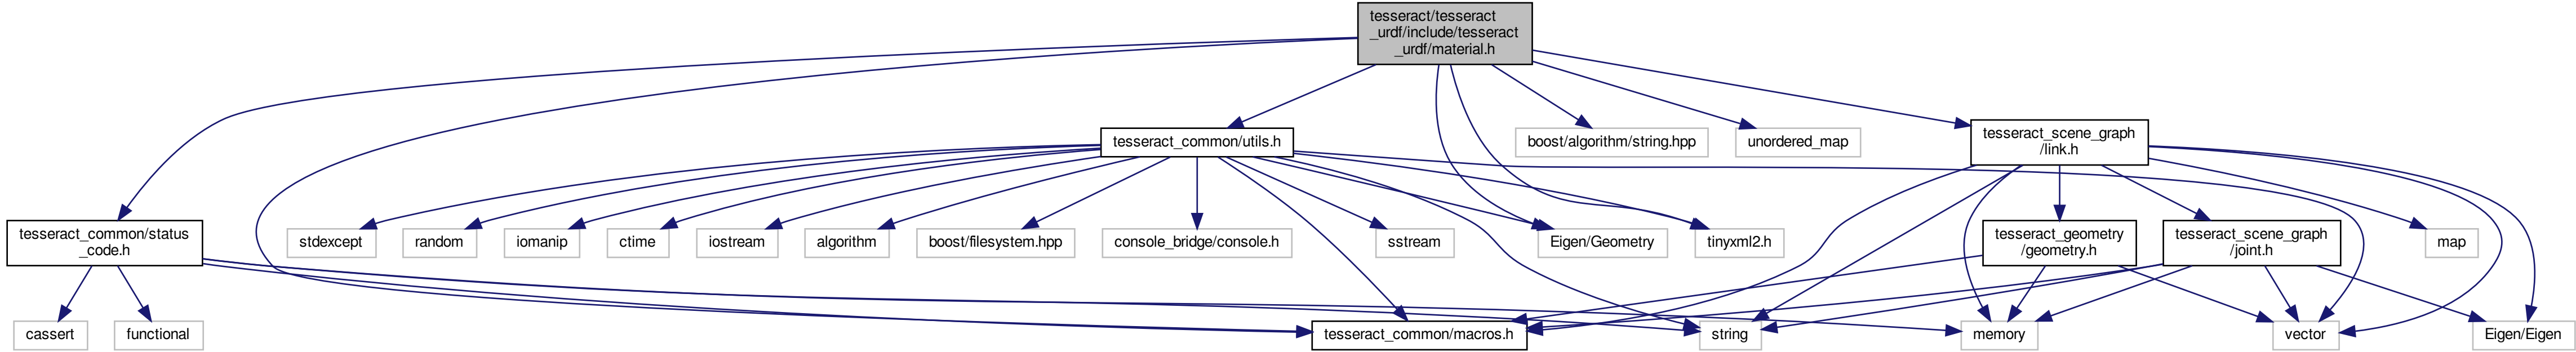 tesseract/tesseract
_urdf/include/tesseract
_urdf/material.h
tesseract_common/utils.h
boost/algorithm/string.hpp
unordered_map
tesseract_scene_graph
/link.h
tesseract_common/status
_code.h
stdexcept
random
iomanip
ctime
iostream
algorithm
boost/filesystem.hpp
console_bridge/console.h
sstream
Eigen/Geometry
tinyxml2.h
tesseract_geometry
/geometry.h
tesseract_scene_graph
/joint.h
map
cassert
functional
tesseract_common/macros.h
string
memory
vector
Eigen/Eigen